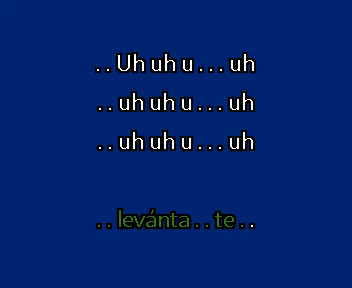 . . Uh uh u . . . uh
. . uh uh u . . . uh
. . uh uh u . . . uh
. . levánta . . te . .